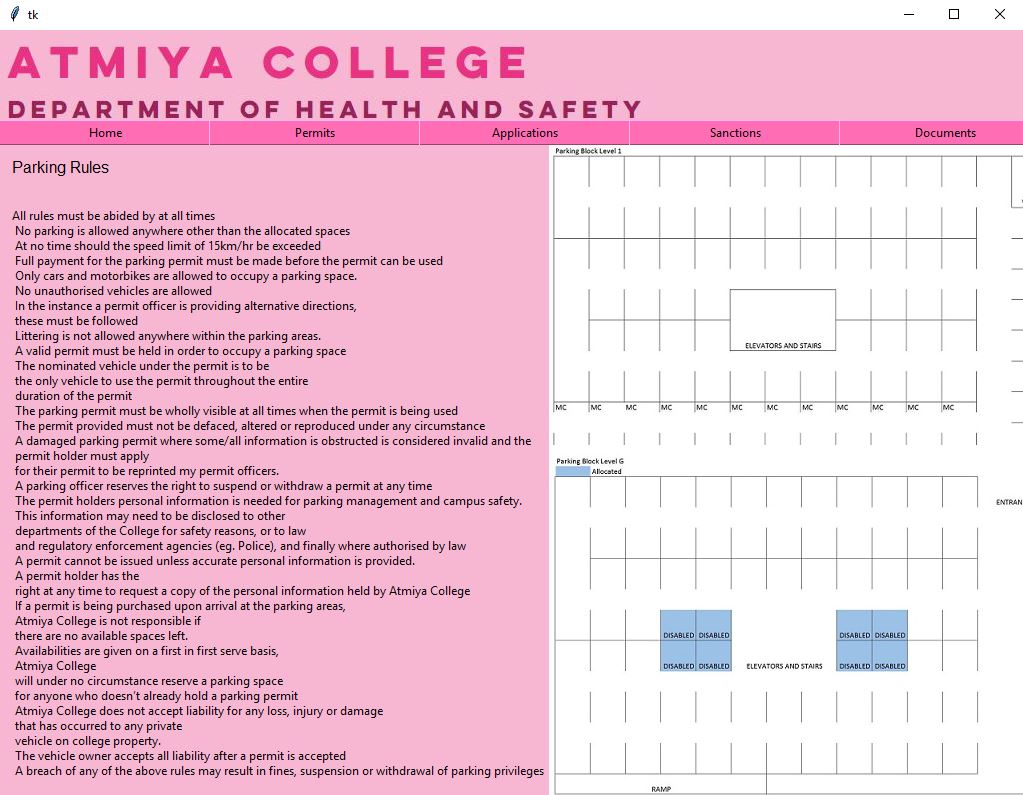 tk
ATMIYA COLLEGE
DEPARTMENT OF HEALTH AND SAFETY
Home Permits Applications Sanctions Documents
Parking Rules
All rules must be abided by at all times
No parking is allowed anywhere other than the allocated spaces
At no time should the speed limit of 15km/hr be exceeded
Full payment for the parking permit must be made before the permit can be used
Only cars and motorbikes are allowed to occupy a parking space.
No unauthorised vehicles are allowed
In the instance a permit officer is providing alternative directions,
these must be followed
Littering is not allowed anywhere within the parking areas.
A valid permit must be held in order to occupy a parking space
The nominated vehicle under the permit is to be
the only vehicle to use the permit throughout the entire
duration of the permit
The parking permit must be wholly visible at all times when the permit is being used
The permit provided must not be defaced, altered or reproduced under any circumstance
A damaged parking permit where some/all information is obstructed is considered invalid and the
permit holder must apply
for their permit to be reprinted my permit officers.
A parking officer reserves the right to suspend or withdraw a permit at any time
The permit holders personal information is needed for parking management and campus safety.
This information may need to be disclosed to other
departments of the College for safety reasons, or to law
and regulatory enforcement agencies (eg. Police), and finally where authorised by law
A permit cannot be issued unless accurate personal information is provided.
A permit holder has the
right at any time to request a copy of the personal information held by Atmiya College
If a permit is being purchased upon arrival at the parking areas,
Atmiya College is not responsible if
there are no available spaces left.
Availabilities are given on a first in first serve basis,
Atmiya College
will under no circumstance reserve a parking space
for anyone who doesn't already hold a parking permit
Atmiya College does not accept liability for any loss, injury or damage
that has occurred to any private
vehicle on college property.
The vehicle owner accepts all liability after a permit is accepted
A breach of any of the above rules may result in fines, suspension or withdrawal of parking privileges
Parking Block Level 1
ELEVATORS AND STAIRS
MC MC MC MC MC MC MC MC MC MC MC MC
Parking Block Level G
Allocated
ENTRAN
DISABLED DISABLED DISABLED DISABLED
DISABLED DISABLED ELEVATORS AND STAIRS DISABLED DISABLED
RAMP